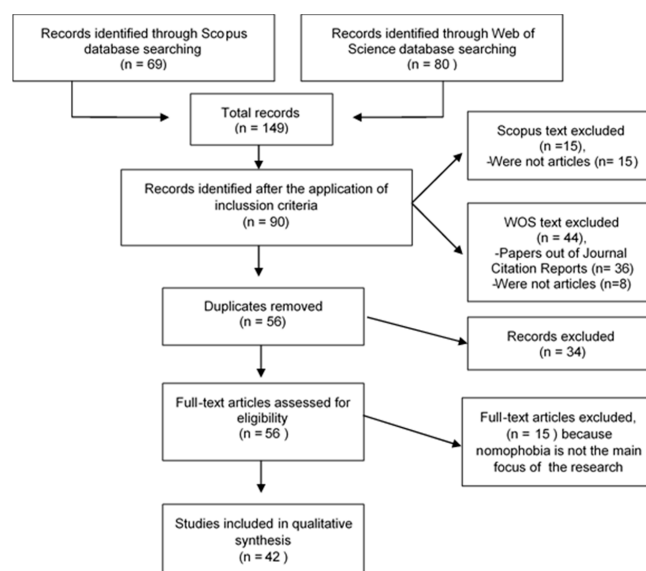 Records identified through Scopus
database searching
(n = 69)
Records identified through Web of
Science database searching
(n = 80 )
Total records
(n = 149)
Scopus text excluded
(n =15),
-Were not articles (n= 15)
Records identified after the application of
inclussion criteria
(n = 90)
WOS text excluded
(n = 44),
-Papers out of Journal
Citation Reports (n= 36)
-Were not articles (n=8)
Duplicates removed
(n = 56)
Records excluded
(n = 34)
Full-text articles assessed for
eligibility
(n = 56 )
Full-text articles excluded,
(n = 15 ) because
nomophobia is not the main
focus of the research
Studies included in qualitative
synthesis
(n = 42 )